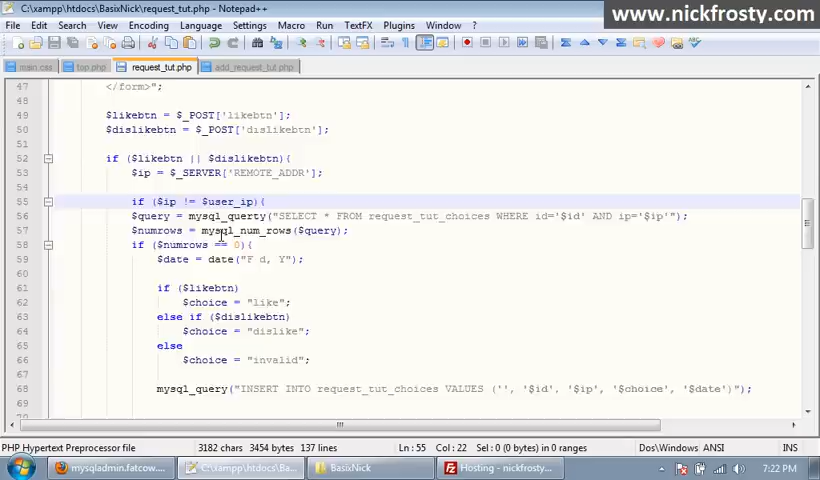 C:\xampp\htdocs\BasixNick\request_tut.php - Notepad++
www.nickfrosty.com
File Edit Search View Encoding Language Settings Macro Run TextFX Plugins Window ?
main.css top.php request_tut.php add_request_tut.php
47 </form>";
48
49 $likebtn = $_POST['likebtn'];
50 $dislikebtn = $_POST['dislikebtn'];
51
52 if ($likebtn || $dislikebtn){
53 $ip = $_SERVER['REMOTE_ADDR'];
54
55 if ($ip != $user_ip){
56 $query = mysql_querty("SELECT * FROM request_tut_choices WHERE id='$id' AND ip='$ip'");
57 $numrows = mysql_num_rows($query);
58 if ($numrows == 0){
59 $date = date("F d, Y");
60
61 if ($likebtn)
62 $choice = "like";
63 else if ($dislikebtn)
64 $choice = "dislike";
65 else
66 $choice = "invalid";
67
68 mysql_query("INSERT INTO request_tut_choices VALUES ('', '$id', '$ip', '$choice', '$date')");
69
PHP Hypertext Preprocessor file 3182 chars 3454 bytes 137 lines Ln : 55 Col : 22 Sel : 0 (0 bytes) in 0 ranges Dos\Windows ANSI INS
mysqladmin.fatcow.... C:\xampp\htdocs\Ba... BasixNick Hosting - nickfrosty... 7:22 PM